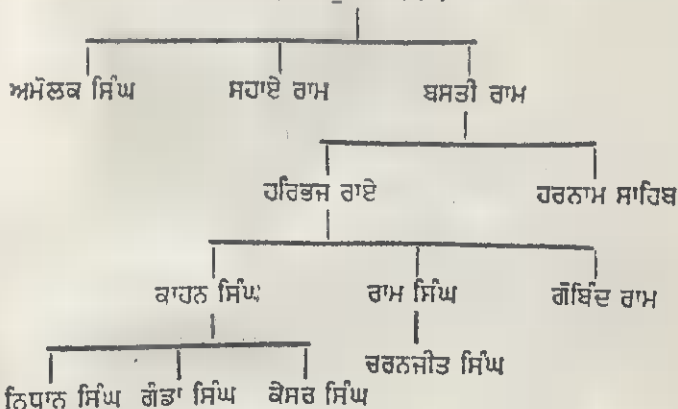 ਅਮੋਲਕ ਸਿੰਘ ਸਹਾਏ ਰਾਮ ਬਸਤੀ ਰਾਮ
ਹਰਿਭਜ ਰਾਏ ਹਰਨਾਮ ਸਾਹਿਬ
ਕਾਹਨ ਸਿੰਘ ਰਾਮ ਸਿੰਘ ਗੋਬਿੰਦ ਰਾਮ
ਚਰਨਜੀਤ ਸਿੰਘ
ਨਿਧਾਨ ਸਿੰਘ ਗੰਡਾ ਸਿੰਘ ਕੇਸਰ ਸਿੰਘ